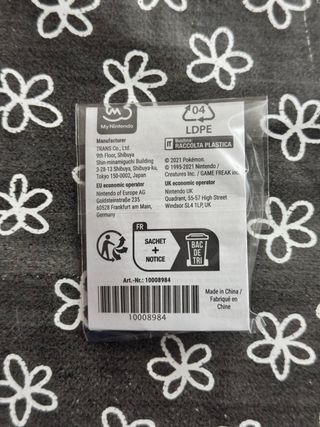 My Nintendo
04
LDPE
Manufacturer
TRANS Co., Ltd.
9th Floor, Shibuya
Shin-minamiguchi Building
3-28-13 Shibuya, Shibuya-ku,
Tokyo 150-0002, Japan
EU economic operator
Nintendo of Europe AG
Goldsteinstraße 235
60528 Frankfurt am Main,
Germany
Bustina
RACCOLTA PLASTICA
© 2021 Pokémon.
© 1995-2021 Nintendo /
Creatures Inc. / GAME FREAK inc.
UK economic operator
Nintendo UK
Quadrant, 55-57 High Street
Windsor SL4 1LP, UK
FR
SACHET
+
NOTICE
BAC
DE
TRI
Art.-Nr.: 10008984
10008984
Made in China /
Fabriqué en
Chine